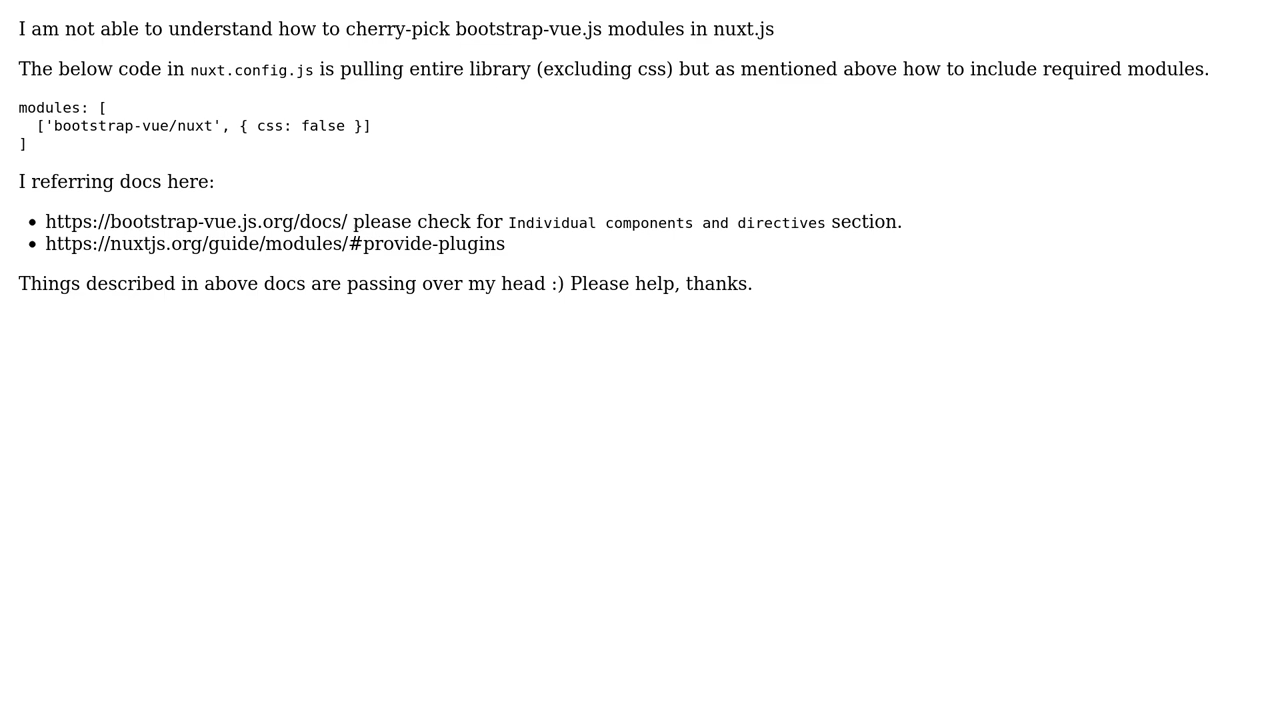 I am not able to understand how to cherry-pick bootstrap-vue.js modules in nuxt.js
The below code in nuxt.config.js is pulling entire library (excluding css) but as mentioned above how to include required modules.
modules: [
  ['bootstrap-vue/nuxt', { css: false }]
]
I referring docs here:
• https://bootstrap-vue.js.org/docs/ please check for Individual components and directives section.
• https://nuxtjs.org/guide/modules/#provide-plugins
Things described in above docs are passing over my head :) Please help, thanks.